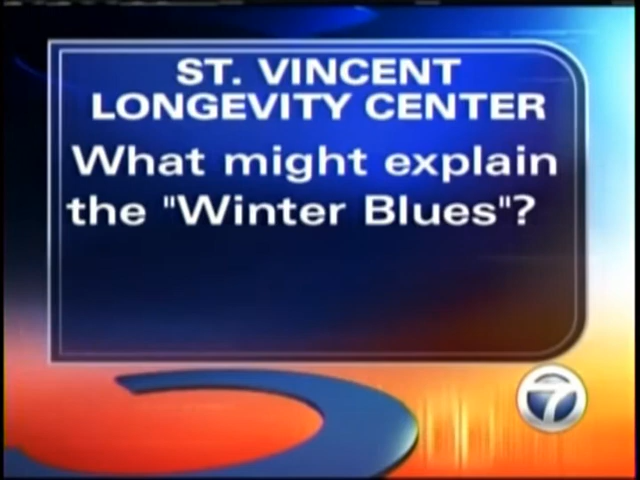 ST. VINCENT
LONGEVITY CENTER
What might explain
the "Winter Blues"?
7